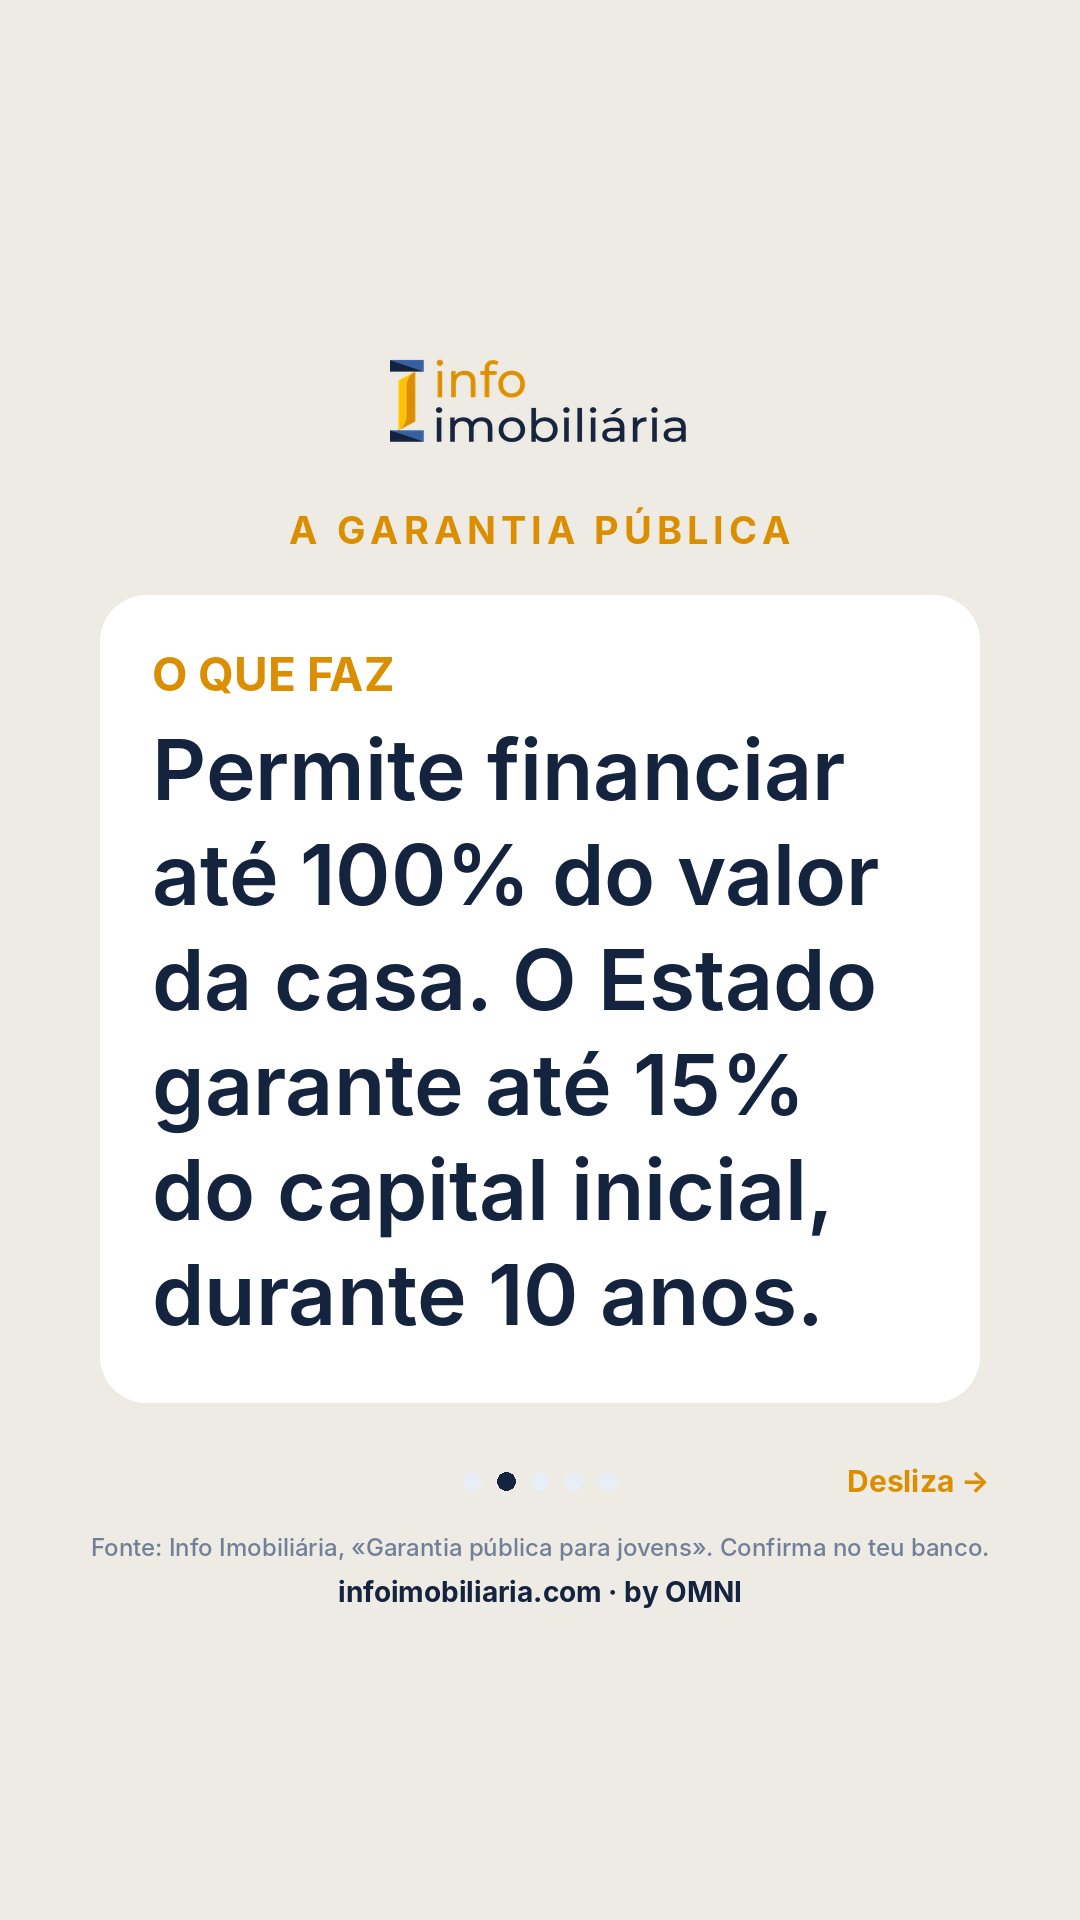 info
imobiliária
A GARANTIA PÚBLICA
O QUE FAZ
Permite financiar
até 100% do valor
da casa. O Estado
garante até 15%
do capital inicial,
durante 10 anos.
Desliza →
Fonte: Info Imobiliária, «Garantia pública para jovens». Confirma no teu banco.
infoimobiliaria.com · by OMNI